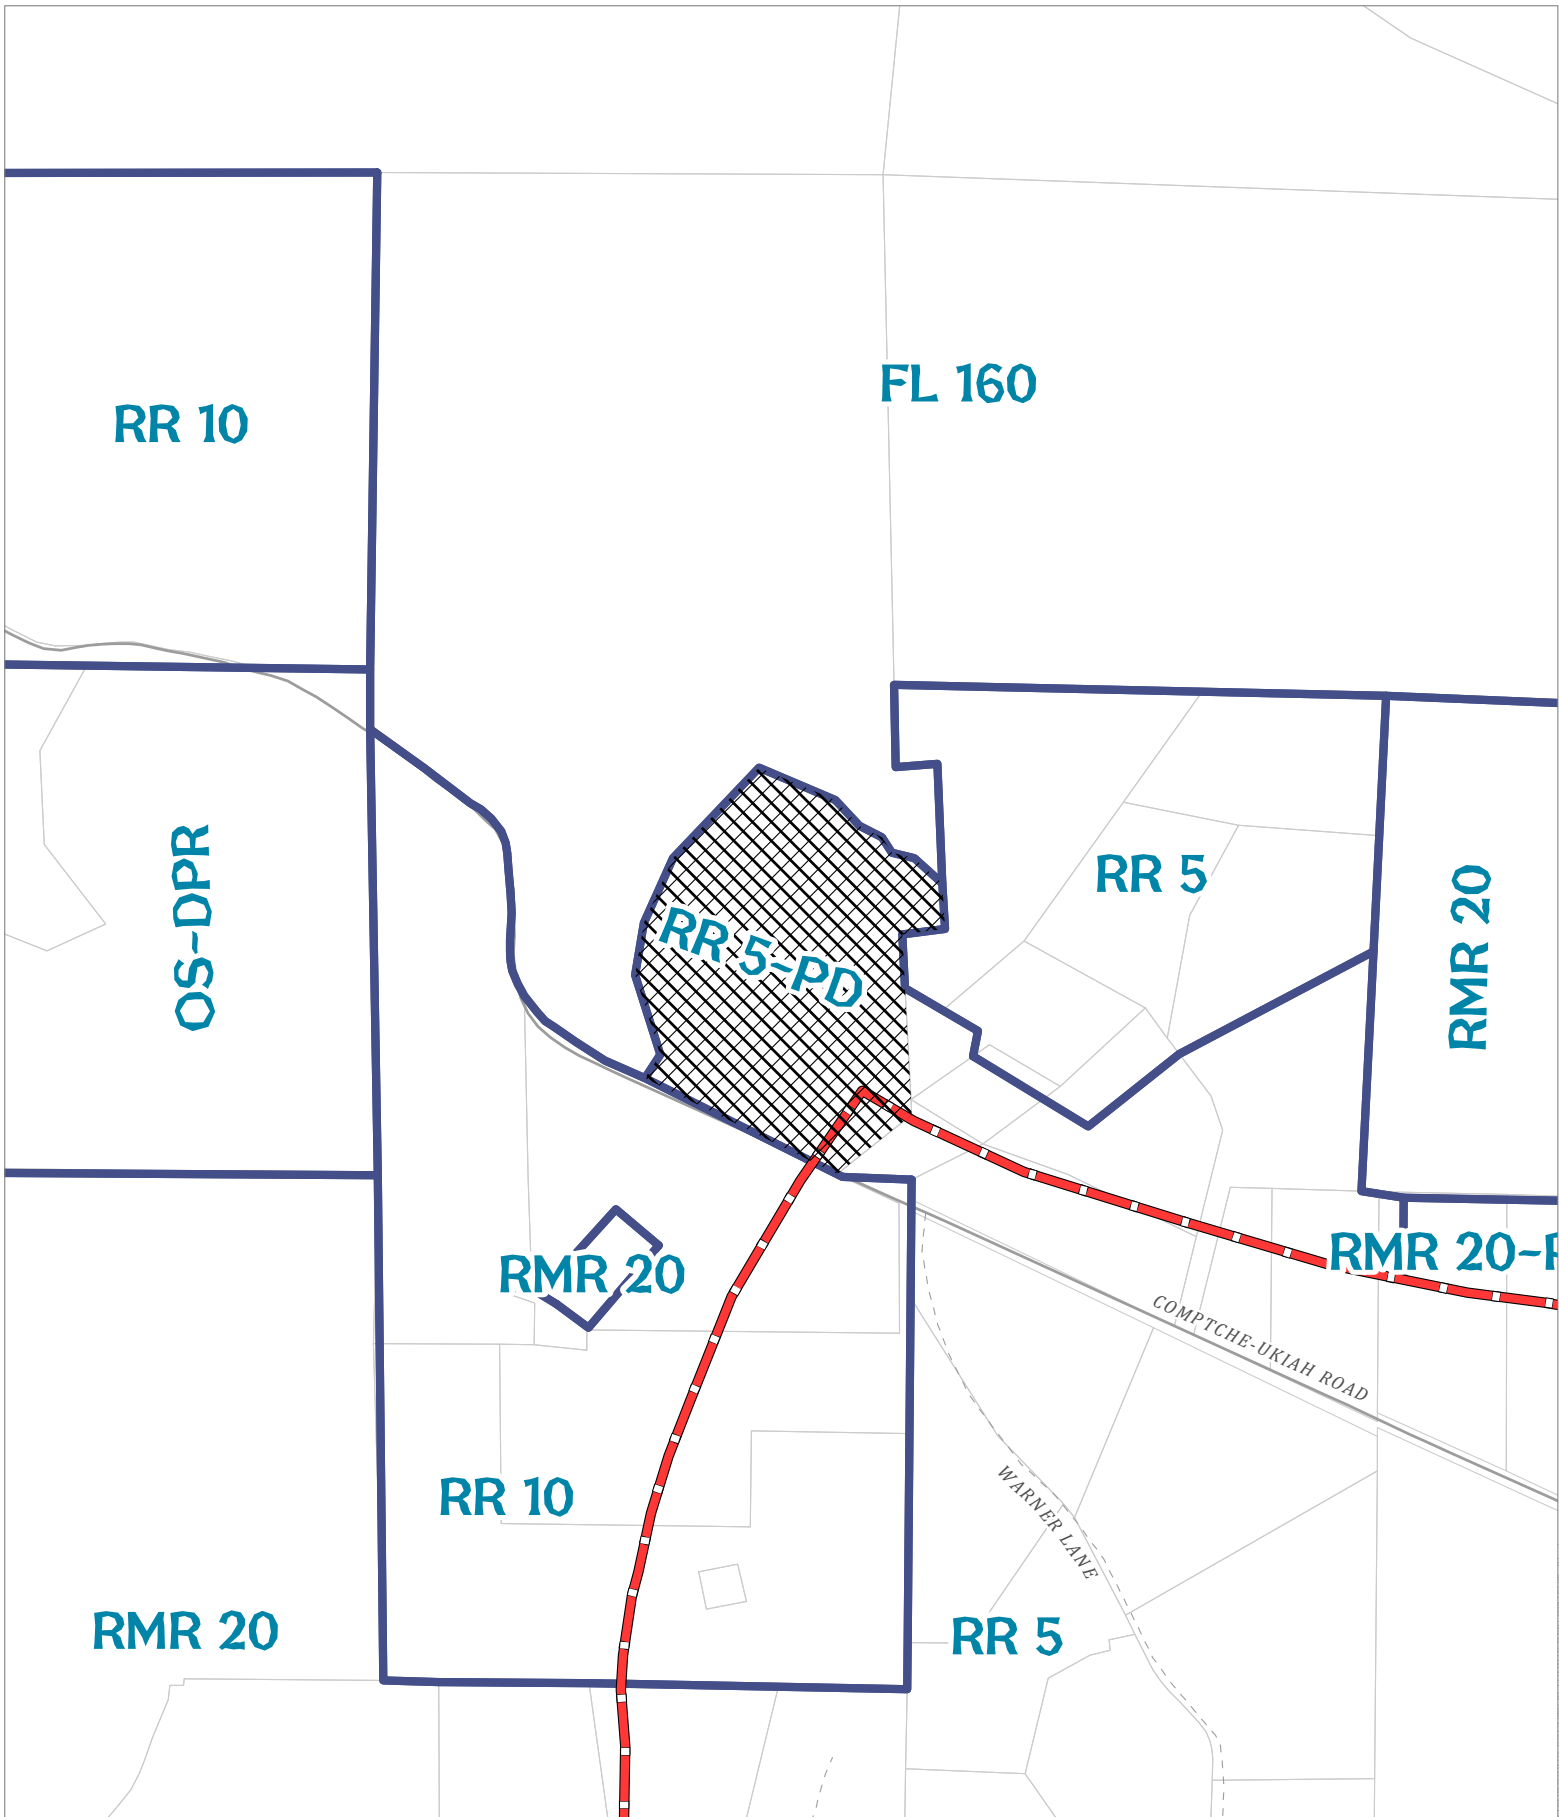 FL 160
RR 10
RR 5
OS-DPR
RMR 20
RR 5-PD
RMR 20
RMR 20-
COMPTCHE-UKIAH ROAD
RR 10
WARNER LANE
RMR 20
RR 5